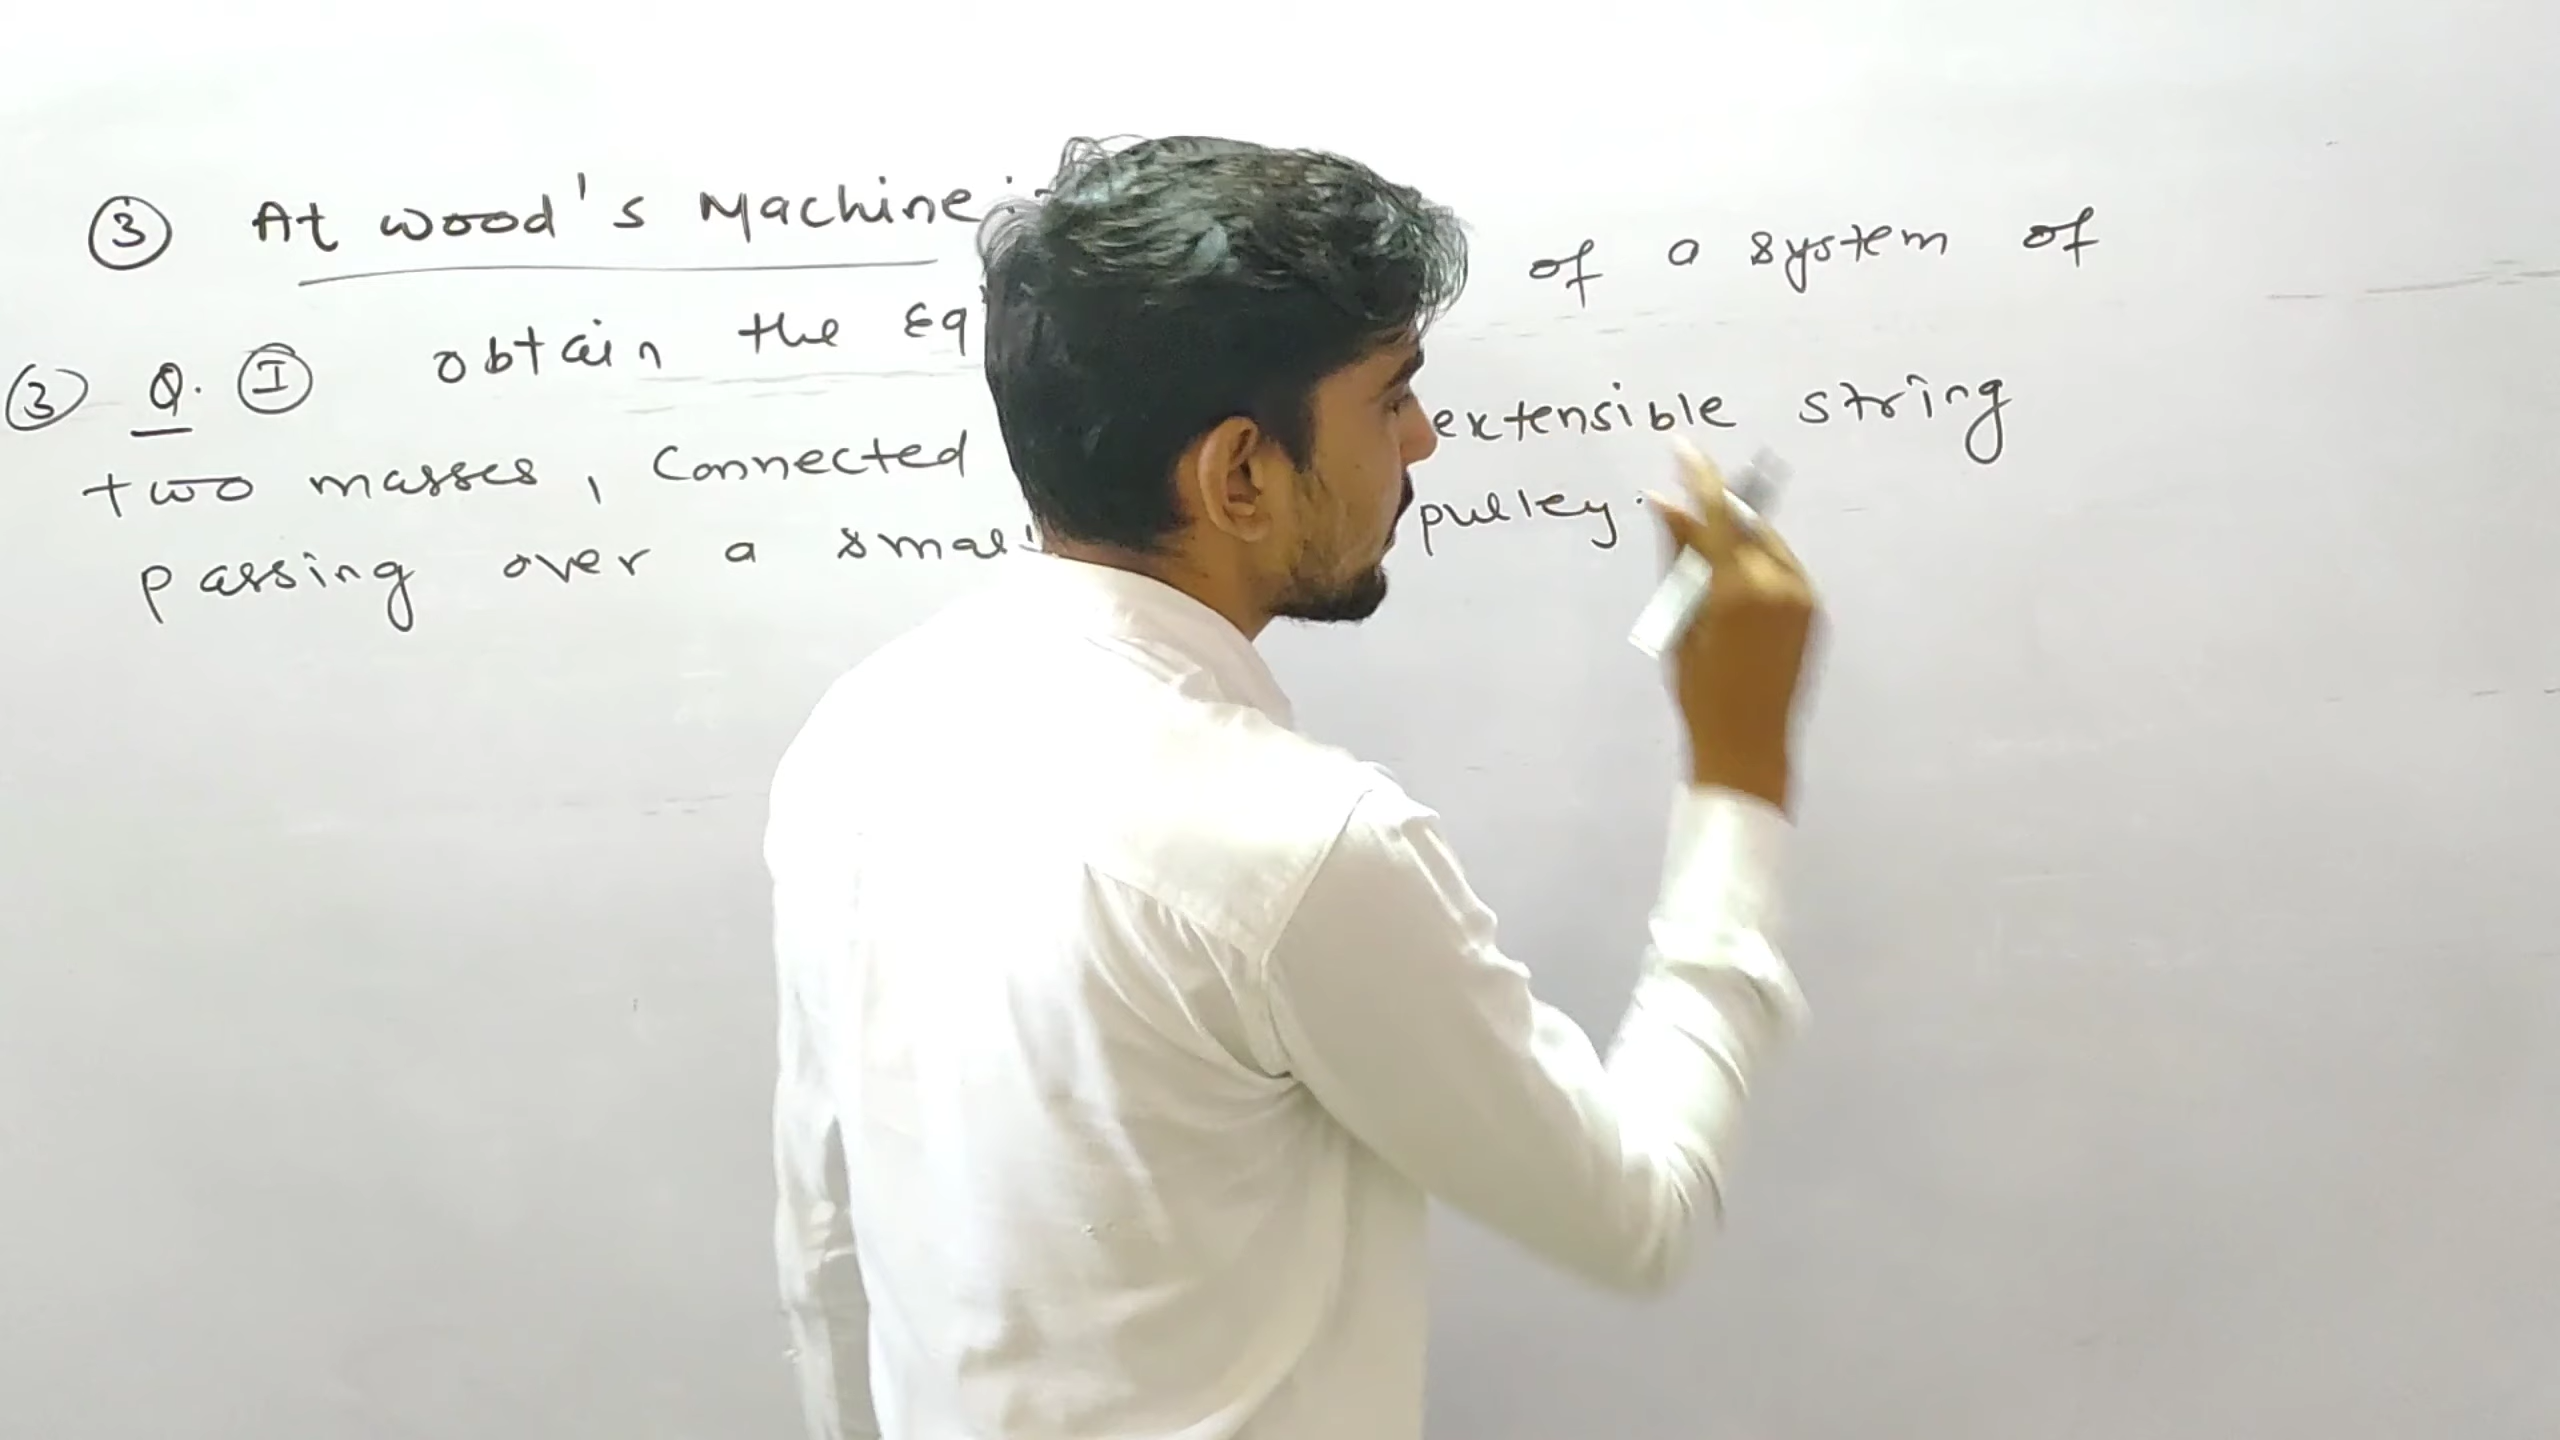 ③ At wood's Machine:-
③ Q. Ⓘ obtain the Eq of a system of
two masses, Connected extensible string
passing over a smal pulley.